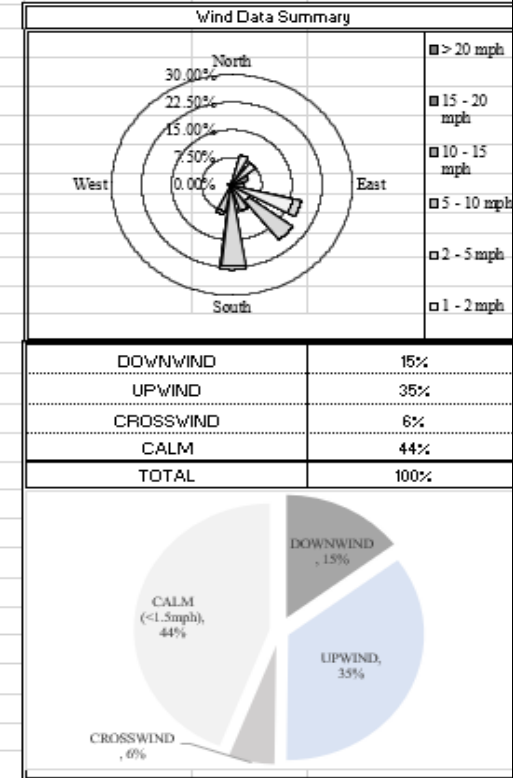 Wind Data Summary
North
30.00%
22.50%
15.00%
7.50%
0.00%
West
East
South
> 20 mph
15 - 20
mph
10 - 15
mph
5 - 10 mph
2 - 5 mph
1 - 2 mph
DOWNWIND 15%
UPWIND 35%
CROSSWIND 6%
CALM 44%
TOTAL 100%
DOWNWIND
, 15%
CALM
(<1.5mph),
44%
UPWIND,
35%
CROSSWIND
, 6%